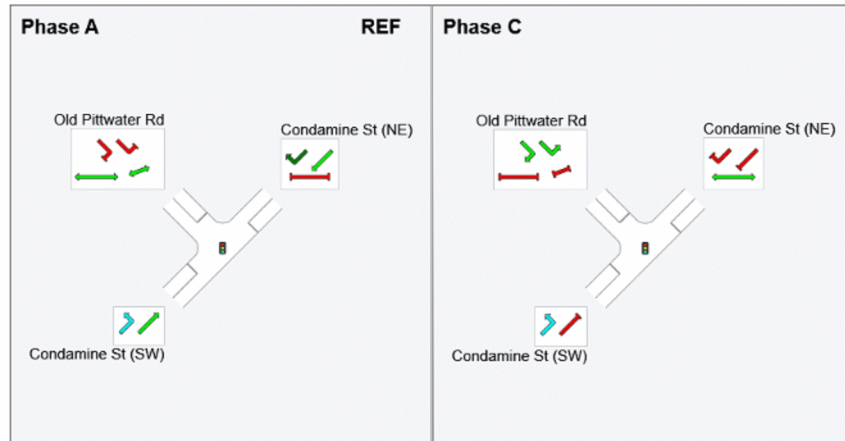 Phase A
REF
Old Pittwater Rd
Condamine St (NE)
Condamine St (SW)
Phase C
Old Pittwater Rd
Condamine St (NE)
Condamine St (SW)